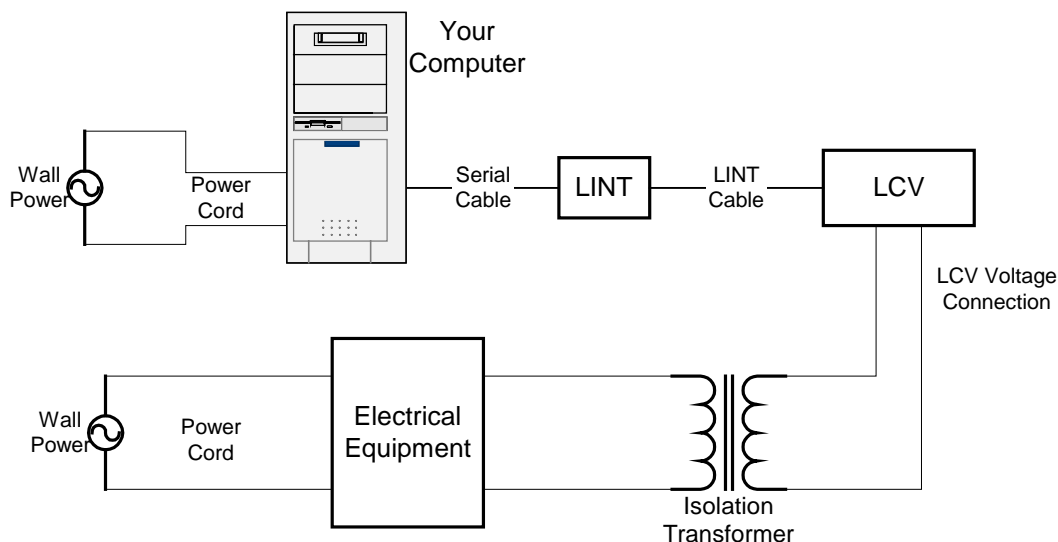 Your
Computer
Wall
Power
Power
Cord
Serial
Cable
LINT
LINT
Cable
LCV
LCV Voltage
Connection
Wall
Power
Power
Cord
Electrical
Equipment
Isolation
Transformer